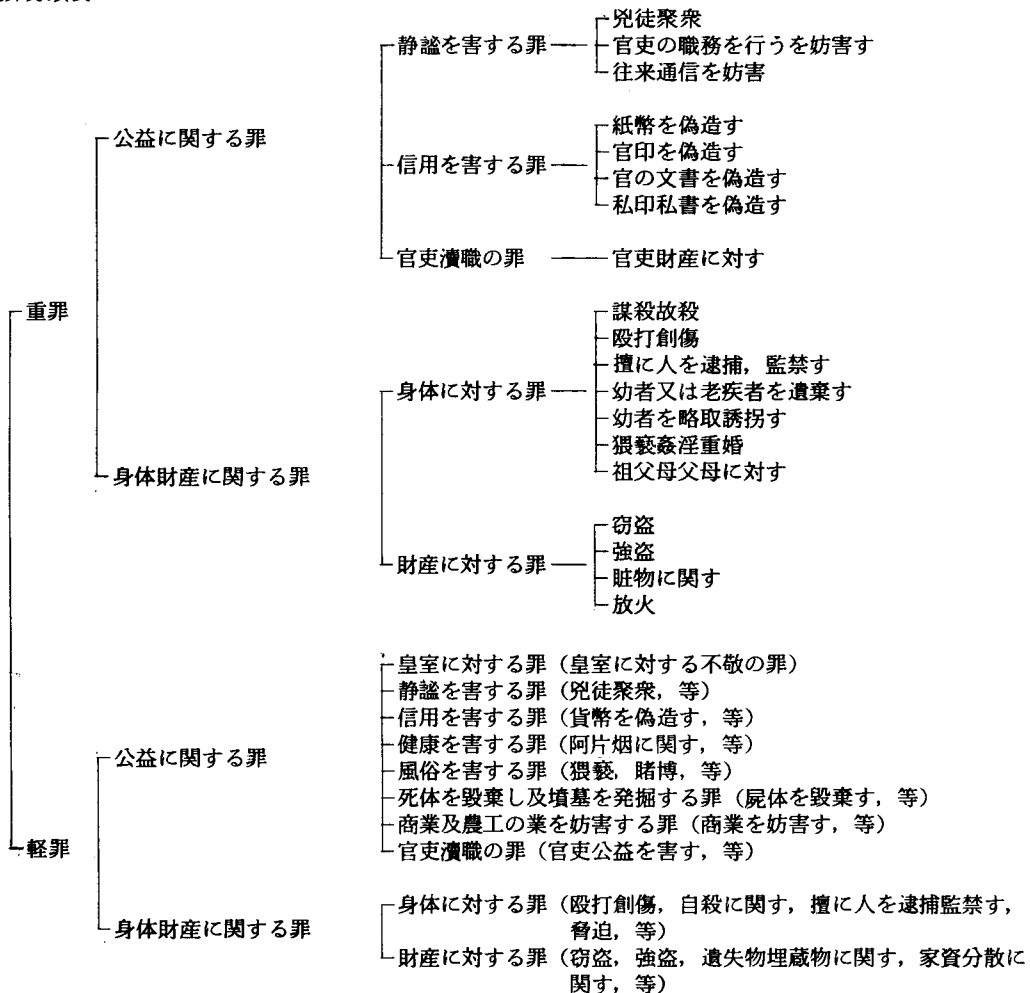 兇徒聚衆
静謐を害する罪
官吏の職務を行うを妨害す
往来通信を妨害
公益に関する罪
紙幣を偽造す
官印を偽造す
信用を害する罪
官の文書を偽造す
私印私書を偽造す
官吏瀆職の罪
官吏財産に対す
重罪
謀殺故殺
殴打創傷
擅に人を逮捕，監禁す
身体に対する罪
幼者又は老疾者を遺棄す
幼者を略取誘拐す
猥褻姦淫重婚
祖父母父母に対す
身体財産に関する罪
窃盗
強盗
財産に対する罪
賍物に関す
放火
皇室に対する罪（皇室に対する不敬の罪）
静謐を害する罪（兇徒聚衆，等）
信用を害する罪（貨幣を偽造す，等）
健康を害する罪（阿片烟に関す，等）
公益に関する罪
風俗を害する罪（猥褻，賭博，等）
死体を毀棄し及墳墓を発掘する罪（屍体を毀棄す，等）
商業及農工の業を妨害する罪（商業を妨害す，等）
軽罪
官吏瀆職の罪（官吏公益を害す，等）
身体に対する罪（殴打創傷，自殺に関す，擅に人を逮捕監禁す，
脅迫，等）
身体財産に関する罪
財産に対する罪（窃盗，強盗，遺失物埋蔵物に関す，家資分散に
関す，等）